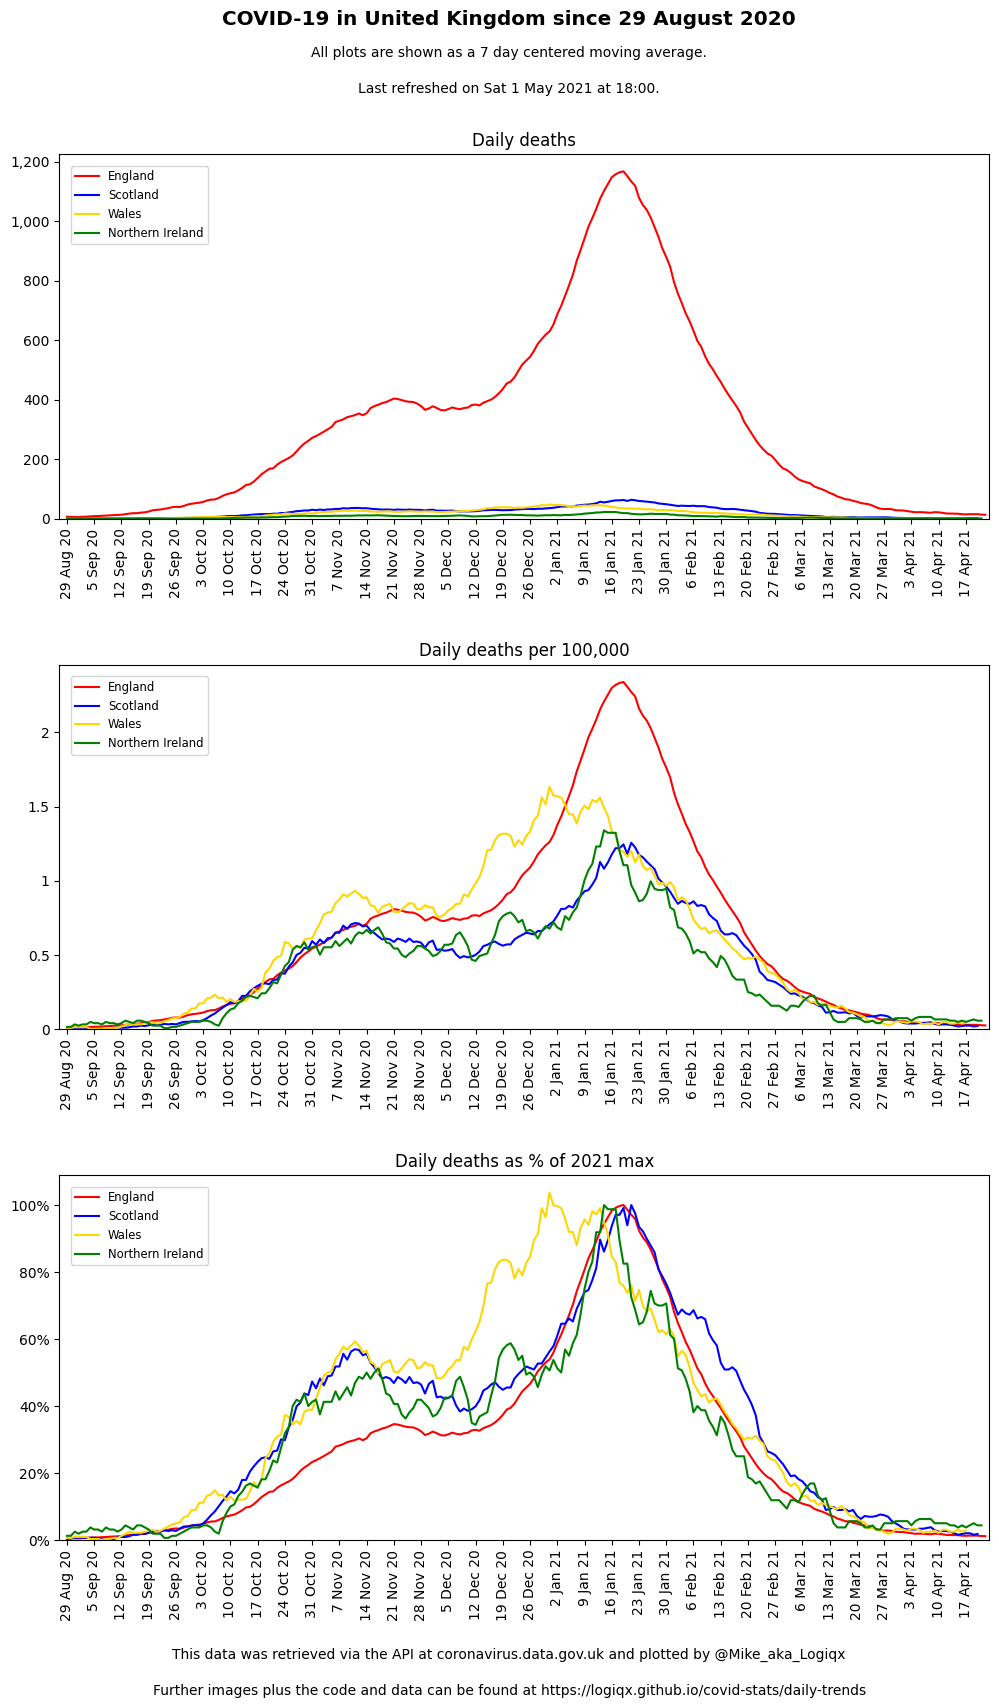 COVID-19 in United Kingdom since 29 August 2020
All plots are shown as a 7 day centered moving average.
Last refreshed on Sat 1 May 2021 at 18:00.
Daily deaths
1,200
1,000
800
600
400
200
0
England
Scotland
Wales
Northern Ireland
29 Aug 20
5 Sep 20
12 Sep 20
19 Sep 20
26 Sep 20
3 Oct 20
10 Oct 20
17 Oct 20
24 Oct 20
31 Oct 20
7 Nov 20
14 Nov 20
21 Nov 20
28 Nov 20
5 Dec 20
12 Dec 20
19 Dec 20
26 Dec 20
2 Jan 21
9 Jan 21
16 Jan 21
23 Jan 21
30 Jan 21
6 Feb 21
13 Feb 21
20 Feb 21
27 Feb 21
6 Mar 21
13 Mar 21
20 Mar 21
27 Mar 21
3 Apr 21
10 Apr 21
17 Apr 21
Daily deaths per 100,000
2
1.5
1
0.5
0
England
Scotland
Wales
Northern Ireland
29 Aug 20
5 Sep 20
12 Sep 20
19 Sep 20
26 Sep 20
3 Oct 20
10 Oct 20
17 Oct 20
24 Oct 20
31 Oct 20
7 Nov 20
14 Nov 20
21 Nov 20
28 Nov 20
5 Dec 20
12 Dec 20
19 Dec 20
26 Dec 20
2 Jan 21
9 Jan 21
16 Jan 21
23 Jan 21
30 Jan 21
6 Feb 21
13 Feb 21
20 Feb 21
27 Feb 21
6 Mar 21
13 Mar 21
20 Mar 21
27 Mar 21
3 Apr 21
10 Apr 21
17 Apr 21
Daily deaths as % of 2021 max
100%
80%
60%
40%
20%
0%
England
Scotland
Wales
Northern Ireland
29 Aug 20
5 Sep 20
12 Sep 20
19 Sep 20
26 Sep 20
3 Oct 20
10 Oct 20
17 Oct 20
24 Oct 20
31 Oct 20
7 Nov 20
14 Nov 20
21 Nov 20
28 Nov 20
5 Dec 20
12 Dec 20
19 Dec 20
26 Dec 20
2 Jan 21
9 Jan 21
16 Jan 21
23 Jan 21
30 Jan 21
6 Feb 21
13 Feb 21
20 Feb 21
27 Feb 21
6 Mar 21
13 Mar 21
20 Mar 21
27 Mar 21
3 Apr 21
10 Apr 21
17 Apr 21
This data was retrieved via the API at coronavirus.data.gov.uk and plotted by @Mike_aka_Logiqx
Further images plus the code and data can be found at https://logiqx.github.io/covid-stats/daily-trends